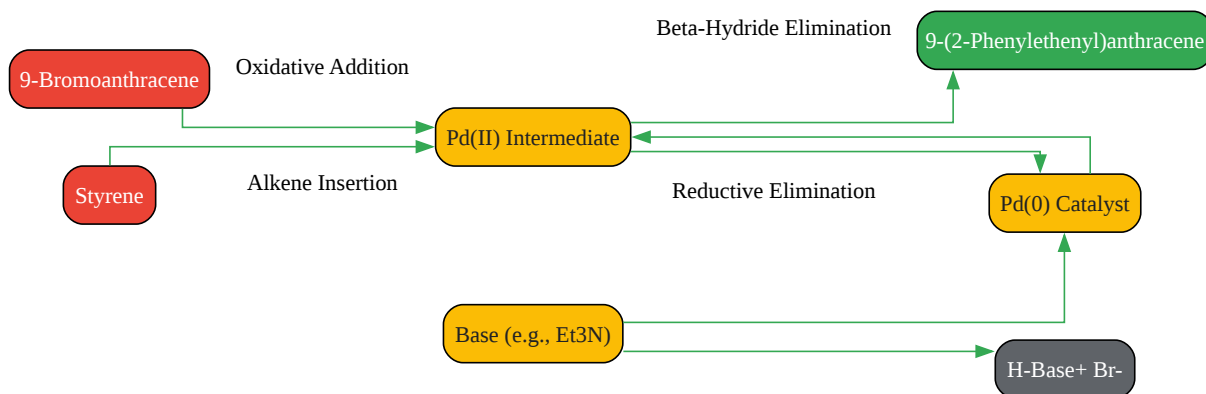 Beta-Hydride Elimination
9-(2-Phenylethenyl)anthracene
9-Bromoanthracene
Oxidative Addition
Pd(II) Intermediate
Styrene
Alkene Insertion
Reductive Elimination
Pd(0) Catalyst
Base (e.g., Et3N)
H-Base+ Br-